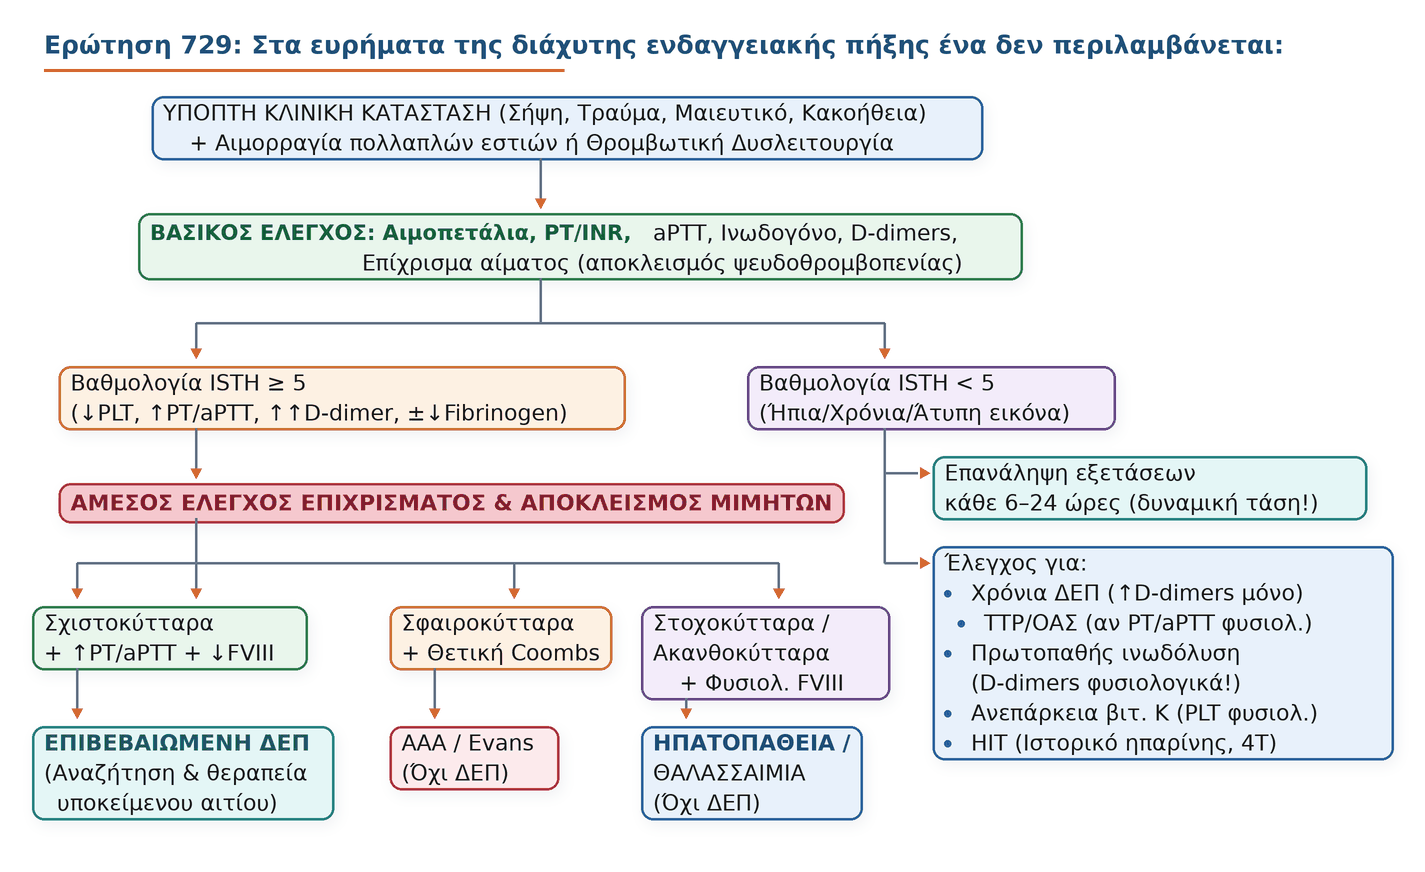 Ερώτηση 729: Στα ευρήματα της διάχυτης ενδαγγειακής πήξης ένα δεν περιλαμβάνεται:
ΥΠΟΠΤΗ ΚΛΙΝΙΚΗ ΚΑΤΑΣΤΑΣΗ (Σήψη, Τραύμα, Μαιευτικό, Κακοήθεια)
+ Αιμορραγία πολλαπλών εστιών ή Θρομβωτική Δυσλειτουργία
ΒΑΣΙΚΟΣ ΕΛΕΓΧΟΣ: Αιμοπετάλια, PT/INR, aPTT, Ινωδογόνο, D-dimers,
Επίχρισμα αίματος (αποκλεισμός ψευδοθρομβοπενίας)
Βαθμολογία ISTH ≥ 5
(↓PLT, ↑PT/aPTT, ↑↑D-dimer, ±↓Fibrinogen)
Βαθμολογία ISTH < 5
(Ήπια/Χρόνια/Άτυπη εικόνα)
Επανάληψη εξετάσεων
κάθε 6–24 ώρες (δυναμική τάση!)
ΑΜΕΣΟΣ ΕΛΕΓΧΟΣ ΕΠΙΧΡΙΣΜΑΤΟΣ & ΑΠΟΚΛΕΙΣΜΟΣ ΜΙΜΗΤΩΝ
Έλεγχος για:
• Χρόνια ΔΕΠ (↑D-dimers μόνο)
• TTP/ΟΑΣ (αν PT/aPTT φυσιολ.)
• Πρωτοπαθής ινωδόλυση
(D-dimers φυσιολογικά!)
• Ανεπάρκεια βιτ. Κ (PLT φυσιολ.)
• HIT (Ιστορικό ηπαρίνης, 4T)
Σχιστοκύτταρα
+ ↑PT/aPTT + ↓FVIII
Σφαιροκύτταρα
+ Θετική Coombs
Στοχοκύτταρα /
Ακανθοκύτταρα
+ Φυσιολ. FVIII
ΕΠΙΒΕΒΑΙΩΜΕΝΗ ΔΕΠ
(Αναζήτηση & θεραπεία
υποκείμενου αιτίου)
ΑΑΑ / Evans
(Όχι ΔΕΠ)
ΗΠΑΤΟΠΑΘΕΙΑ /
ΘΑΛΑΣΣΑΙΜΙΑ
(Όχι ΔΕΠ)